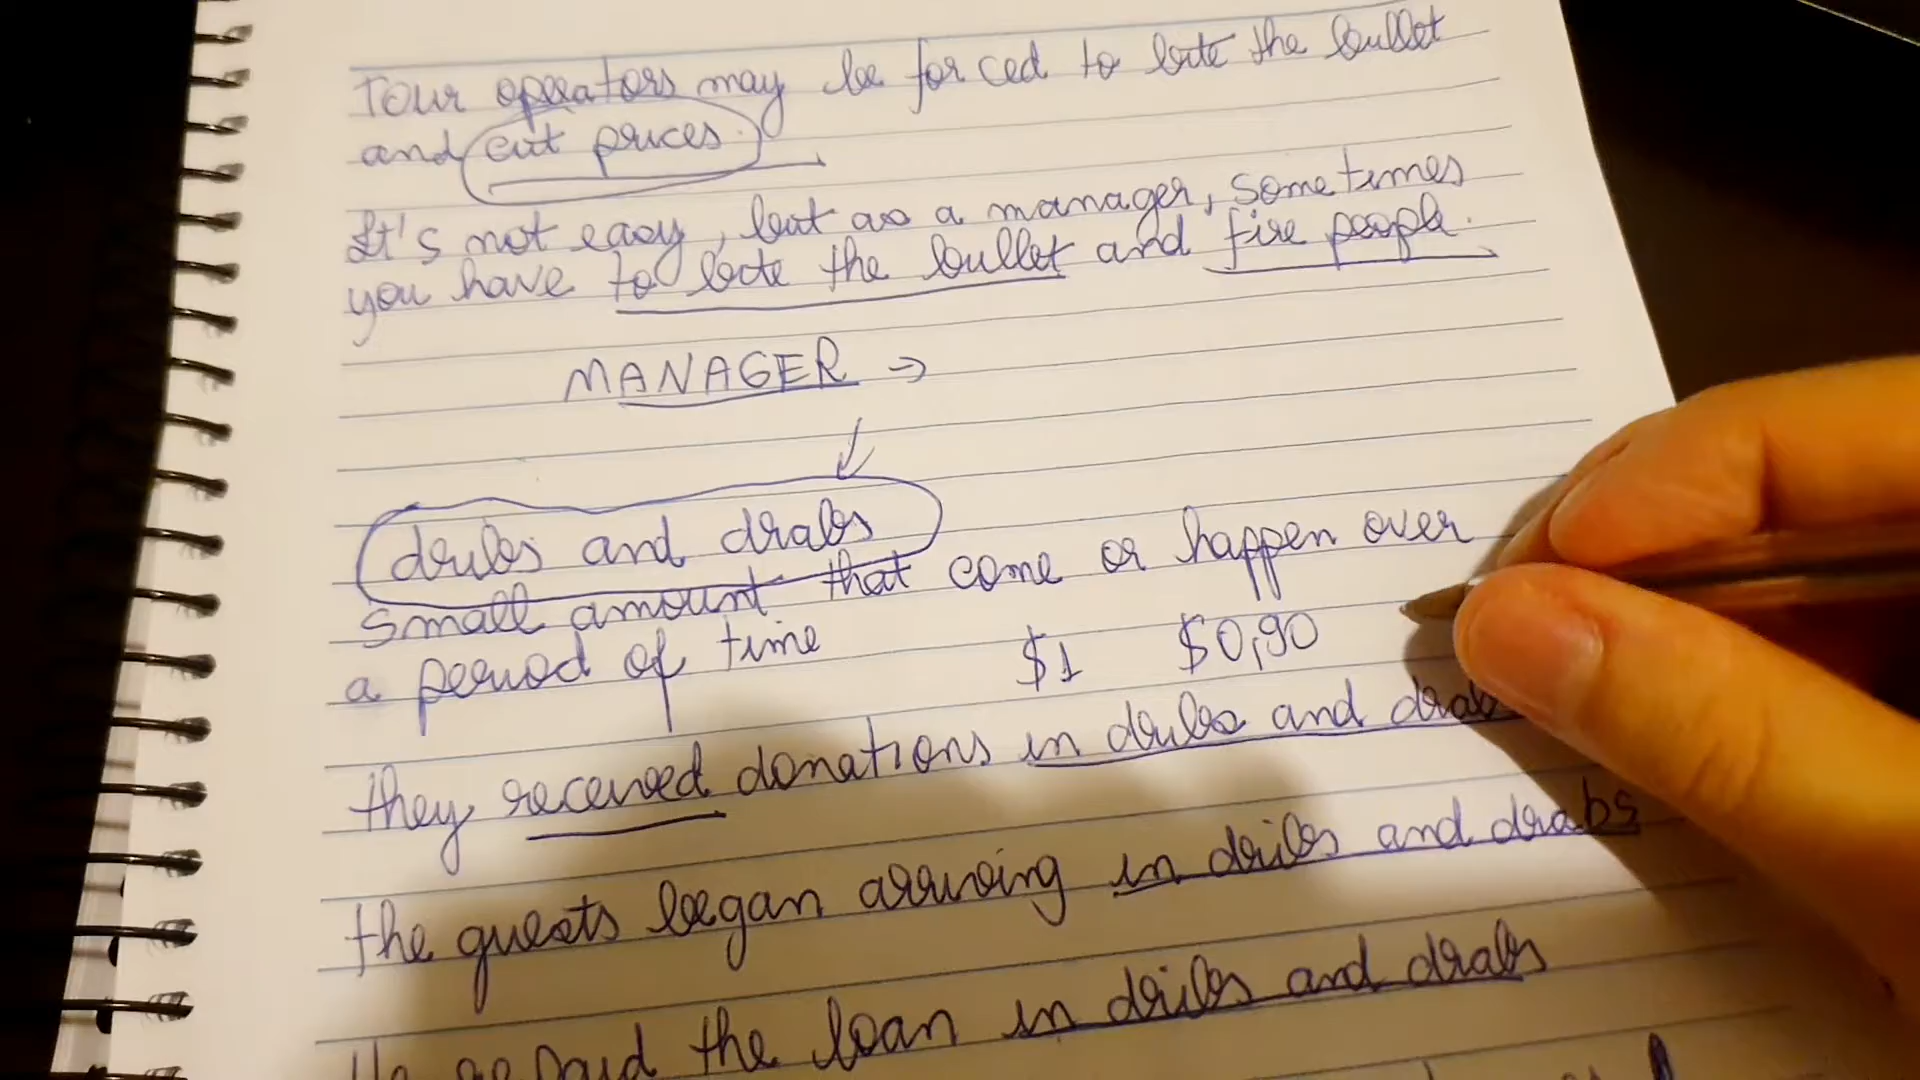 Tour operators may be forced to bite the bullet
and cut prices.
It's not easy, but as a manager, sometimes
you have to bite the bullet and fire people.
MANAGER →
dribs and drabs
small amount that come or happen over
a period of time
$1 $0,90
they received donations in dribs and drab
the guests began arriving in dribs and drabs
He repaid the loan in dribs and drabs